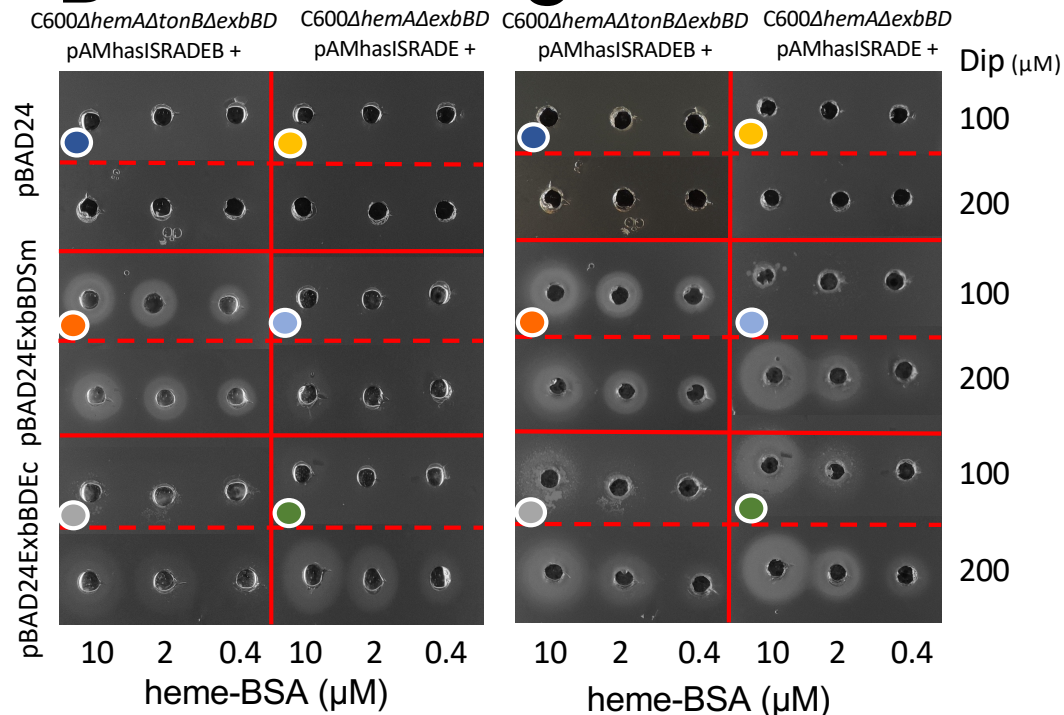 C600ΔhemAΔtonBΔexbBD
pAMhasISRADEB +
C600ΔhemAΔexbBD
pAMhasISRADE +
C600ΔhemAΔtonBΔexbBD
pAMhasISRADEB +
C600ΔhemAΔexbBD
pAMhasISRADE +
Dip (µM)
pBAD24
100
200
pBAD24ExbBDSm
100
200
pBAD24ExbBDEc
100
200
10 2 0.4 10 2 0.4
heme-BSA (µM)
10 2 0.4 10 2 0.4
heme-BSA (µM)